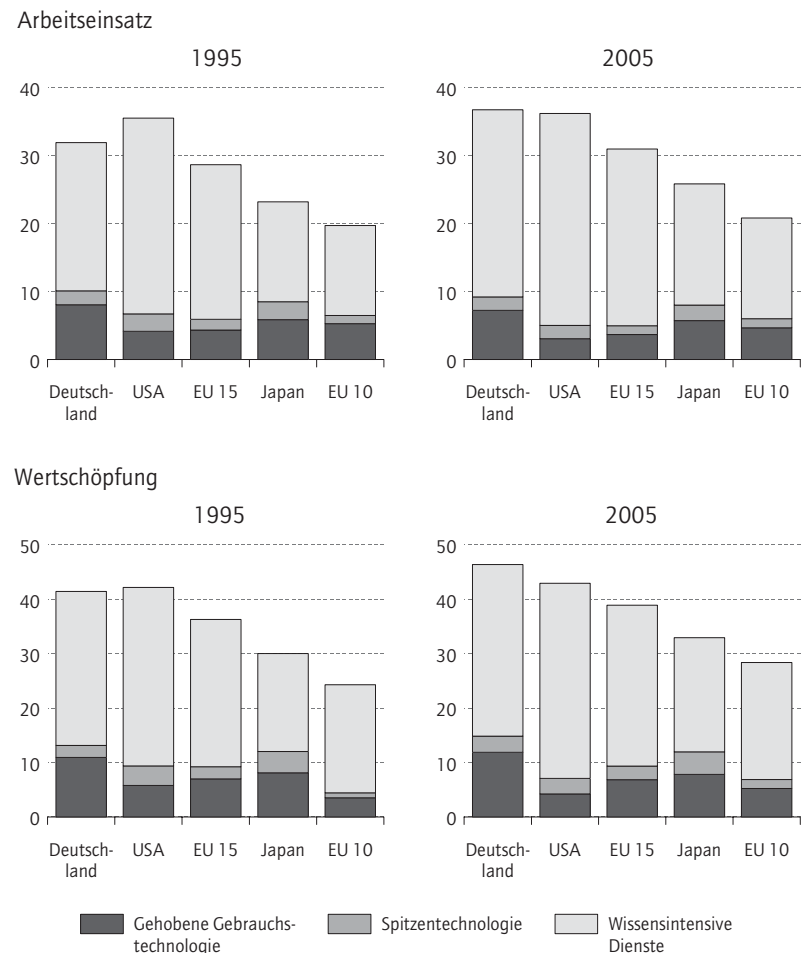 Arbeitseinsatz
1995
2005
40
30
20
10
0
Deutsch-
land
USA
EU 15
Japan
EU 10
40
30
20
10
0
Deutsch-
land
USA
EU 15
Japan
EU 10
Wertschöpfung
1995
2005
50
40
30
20
10
0
Deutsch-
land
USA
EU 15
Japan
EU 10
50
40
30
20
10
0
Deutsch-
land
USA
EU 15
Japan
EU 10
Gehobene Gebrauchs-
technologie
Spitzentechnologie
Wissensintensive
Dienste